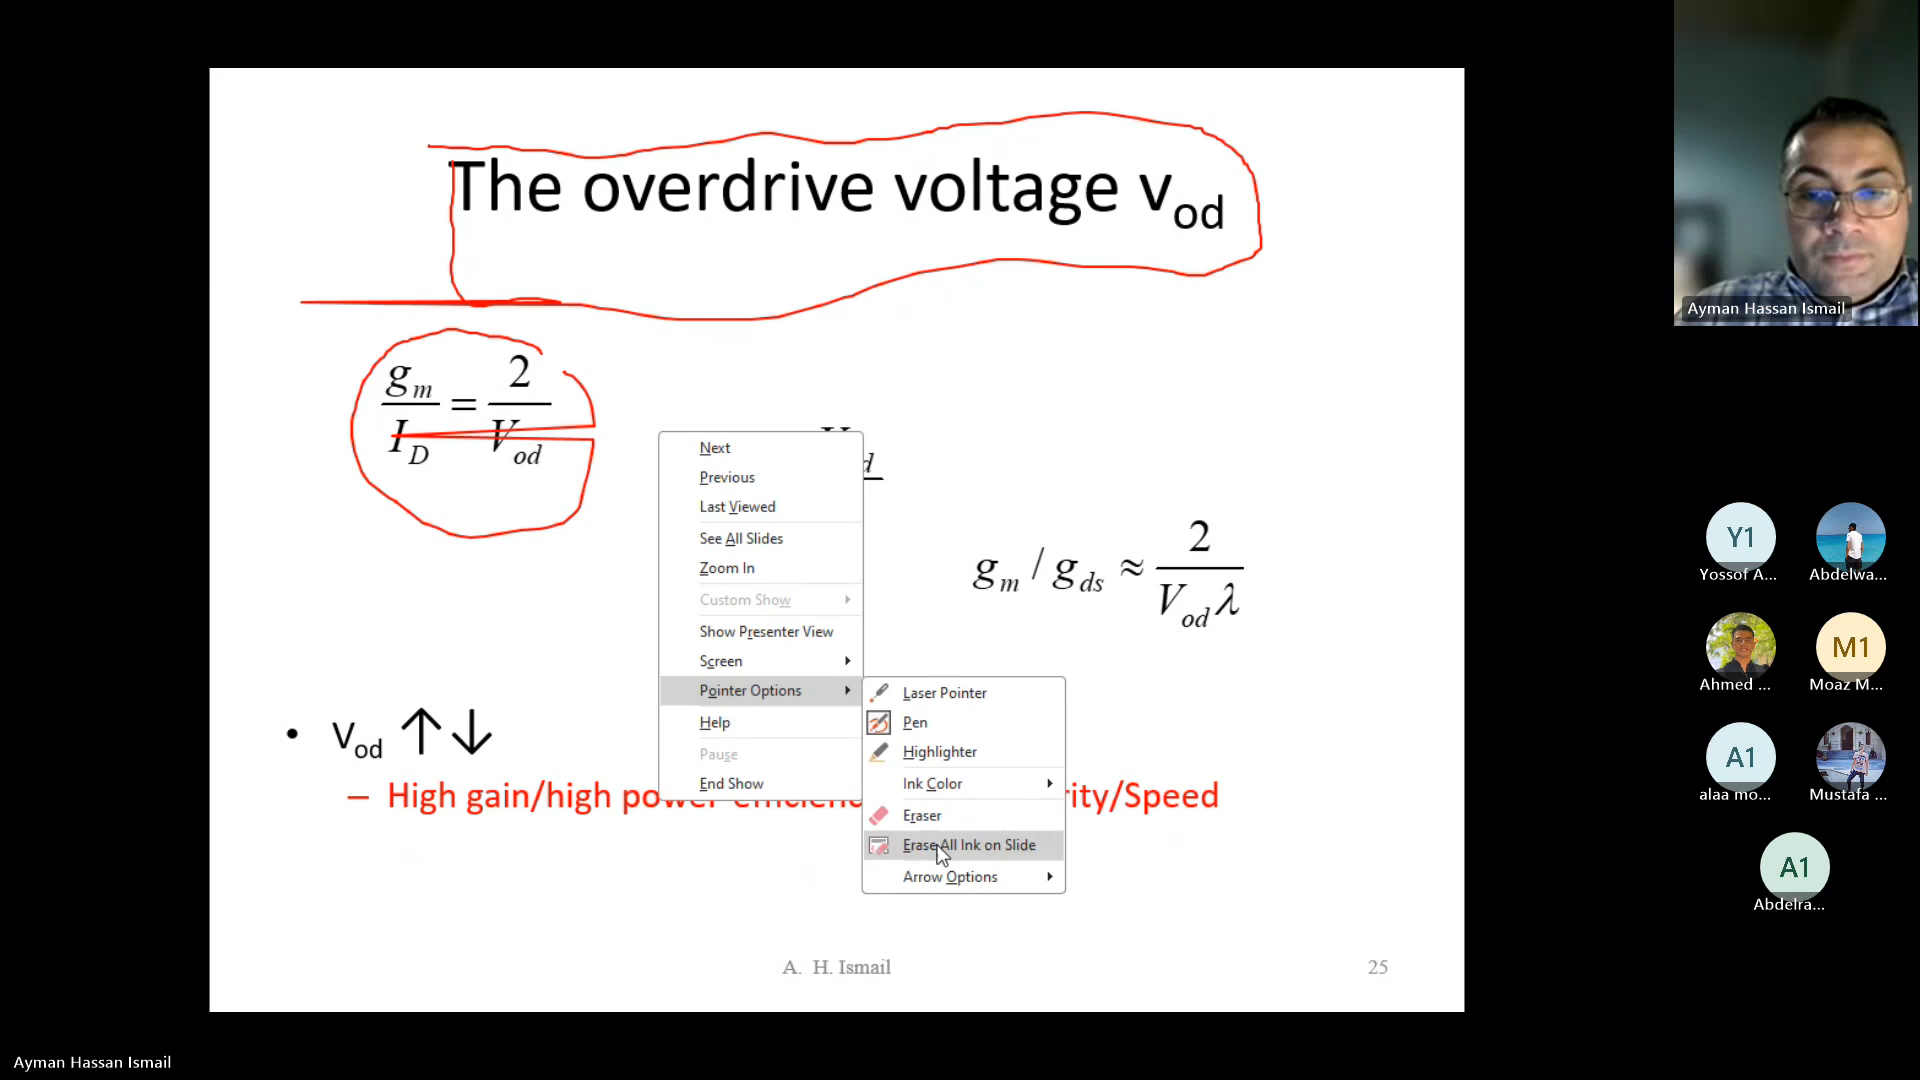 The overdrive voltage vod
gm/ID = 2/Vod
d
gm / gds ≈ 2/Vodλ
• Vod ↑↓
– High gain/high power /Speed
Next
Previous
Last Viewed
See All Slides
Zoom In
Custom Show
Show Presenter View
Screen
Pointer Options
Help
Pause
End Show
Laser Pointer
Pen
Highlighter
Ink Color
Eraser
Erase All Ink on Slide
Arrow Options
A. H. Ismail
25
Ayman Hassan Ismail
Y1
Yossof A...
Abdelwa...
Ahmed ...
M1
Moaz M...
A1
alaa mo...
Mustafa ...
A1
Abdelra...
Ayman Hassan Ismail